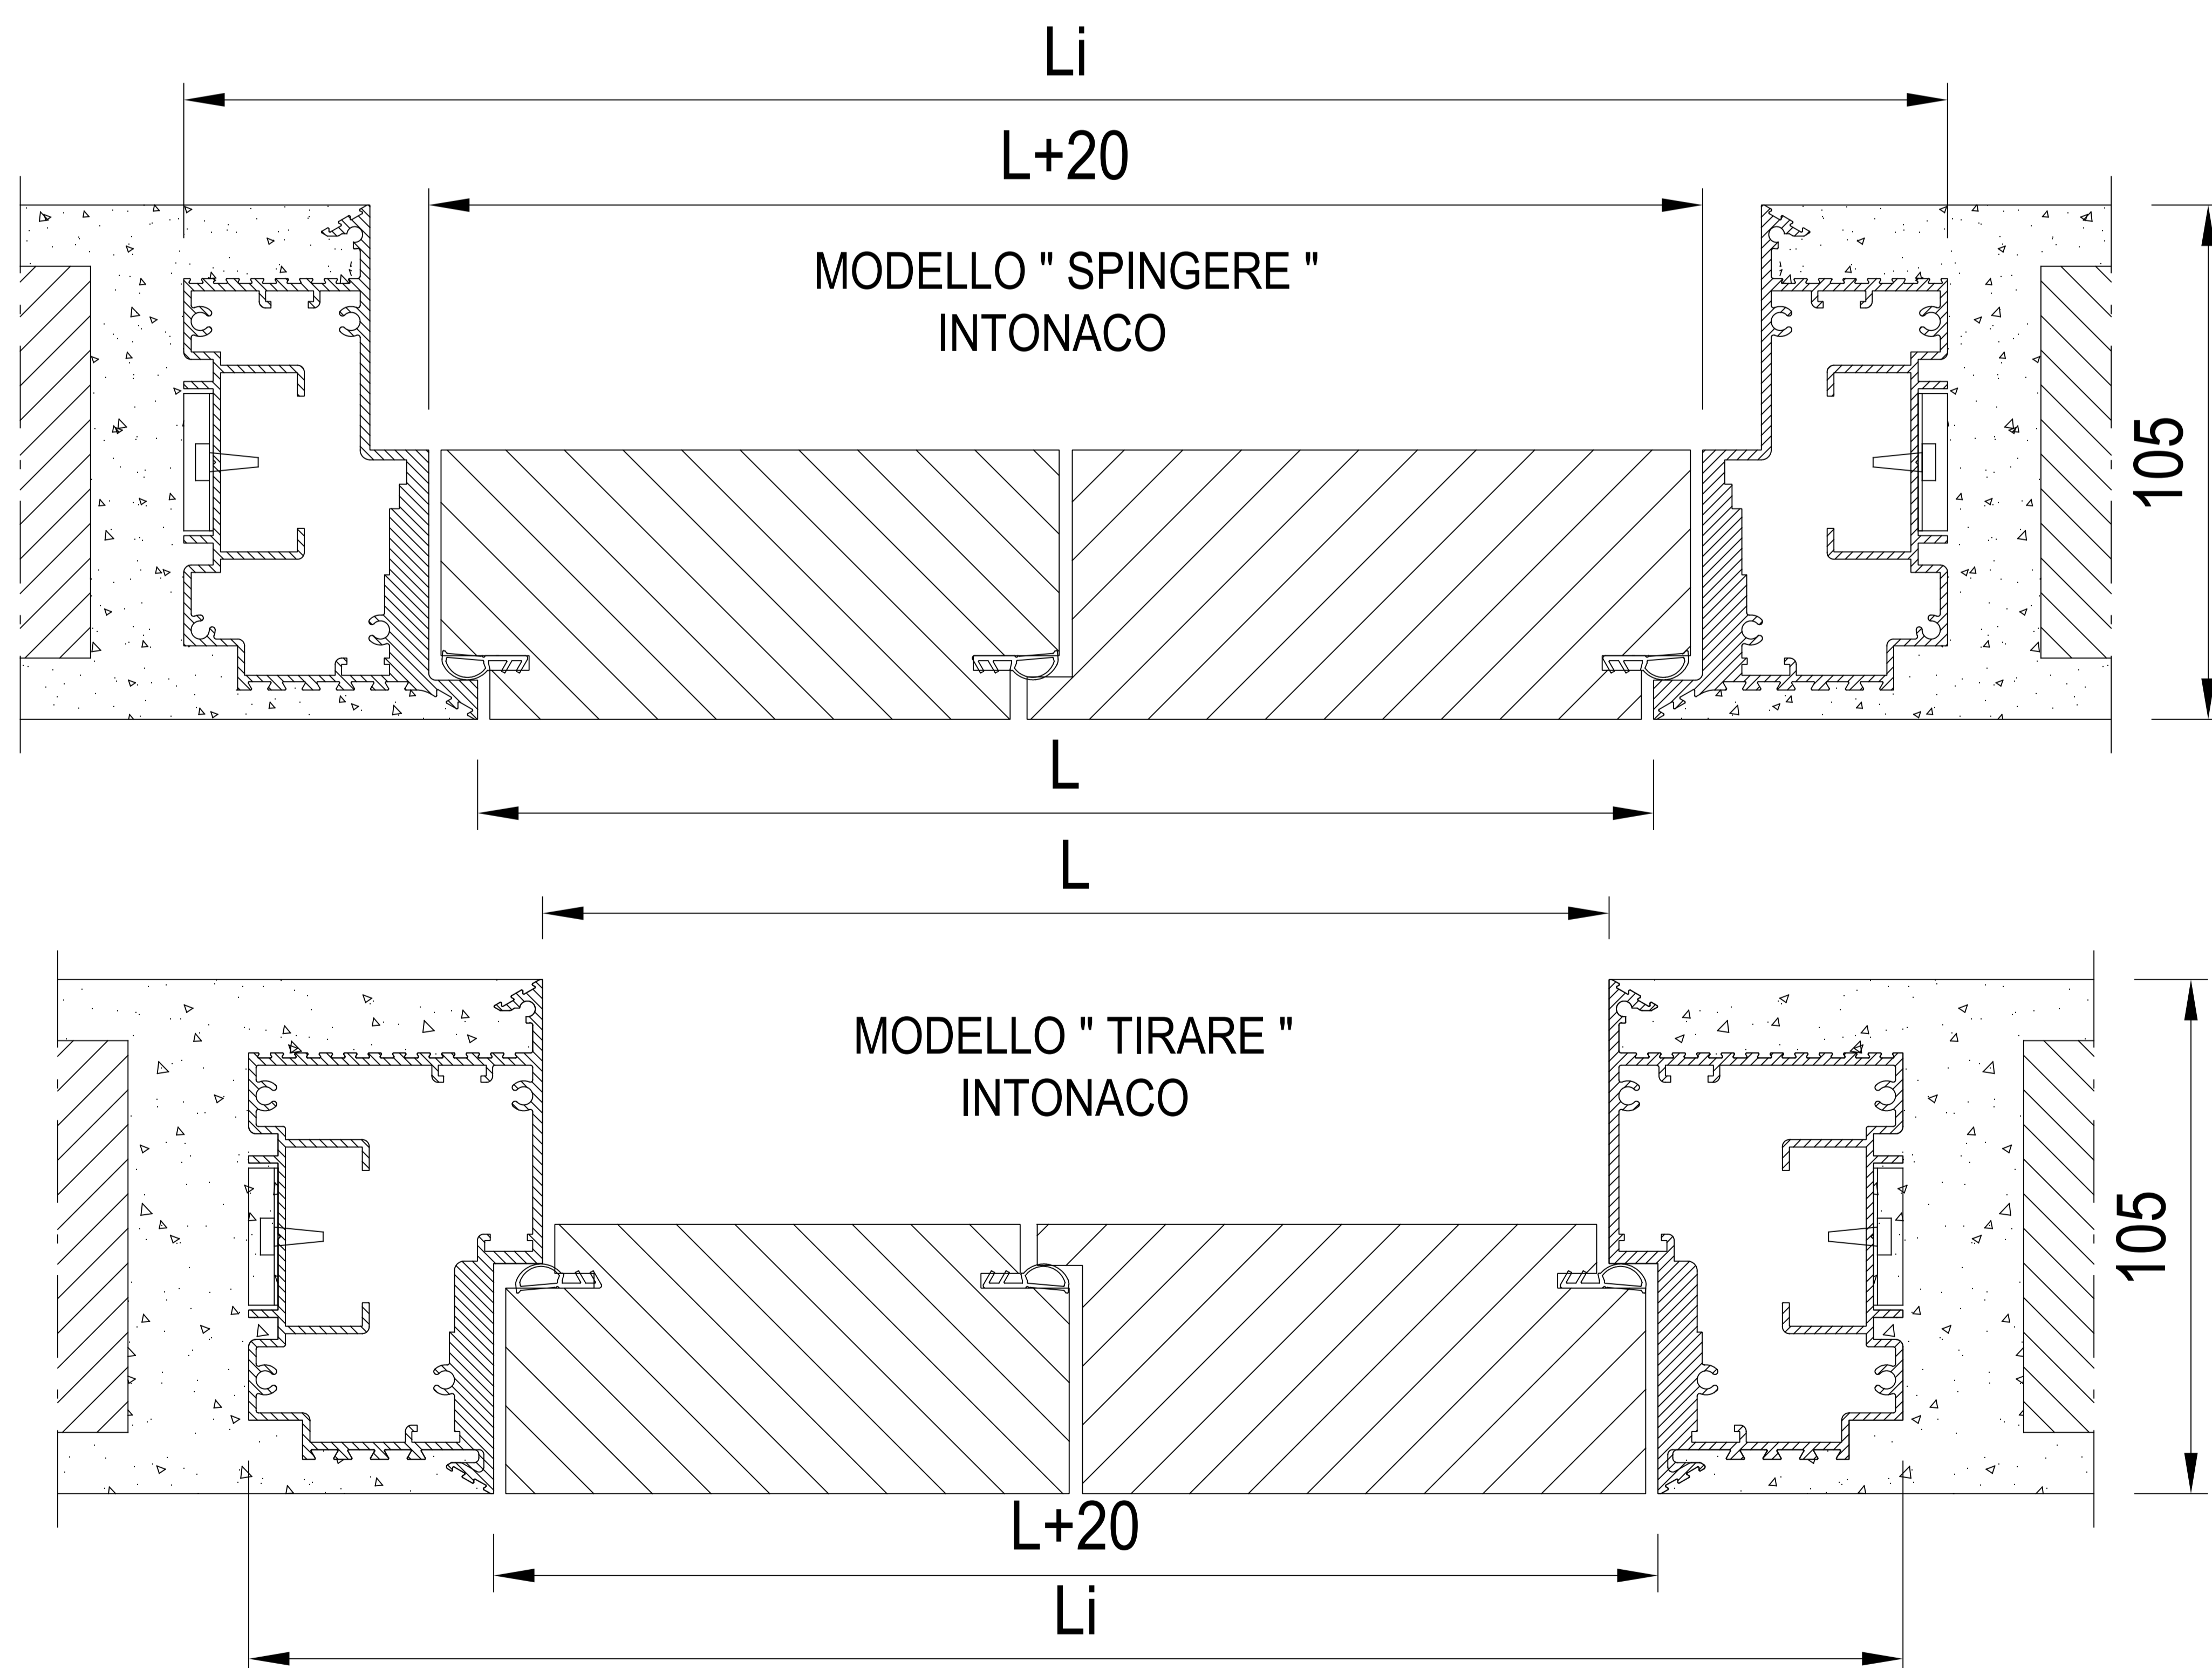 Li
L+20
MODELLO " SPINGERE "
INTONACO
105
L
L
MODELLO " TIRARE "
INTONACO
105
L+20
Li